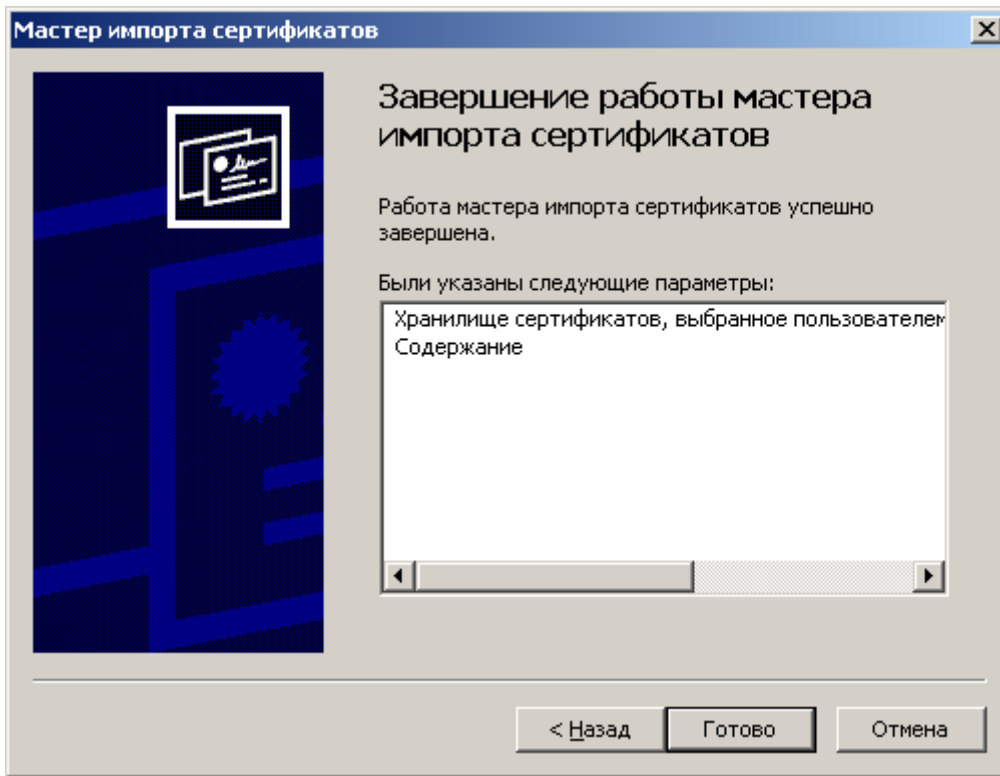 Мастер импорта сертификатов
Завершение работы мастера
импорта сертификатов
Работа мастера импорта сертификатов успешно
завершена.
Были указаны следующие параметры:
Хранилище сертификатов, выбранное пользователем
Содержание
< Назад
Готово
Отмена